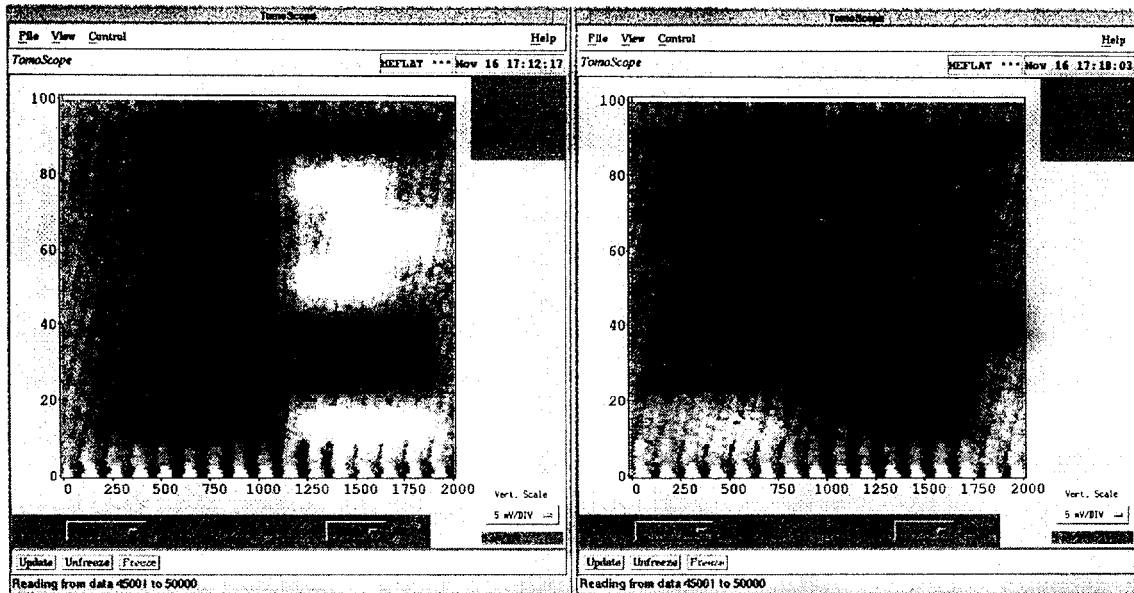 TomoScope
File View Control Help
TomoScope MEFLAT *** Nov 16 17:12:17
100
80
60
40
20
0
0 250 500 750 1000 1250 1500 1750 2000
Vert. Scale
5 mV/DIV
Update Unfreeze Freeze
Reading from data 45001 to 50000
TomoScope
File View Control Help
TomoScope MEFLAT *** Nov 16 17:18:03
100
80
60
40
20
0
0 250 500 750 1000 1250 1500 1750 2000
Vert. Scale
5 mV/DIV
Update Unfreeze Freeze
Reading from data 45001 to 50000